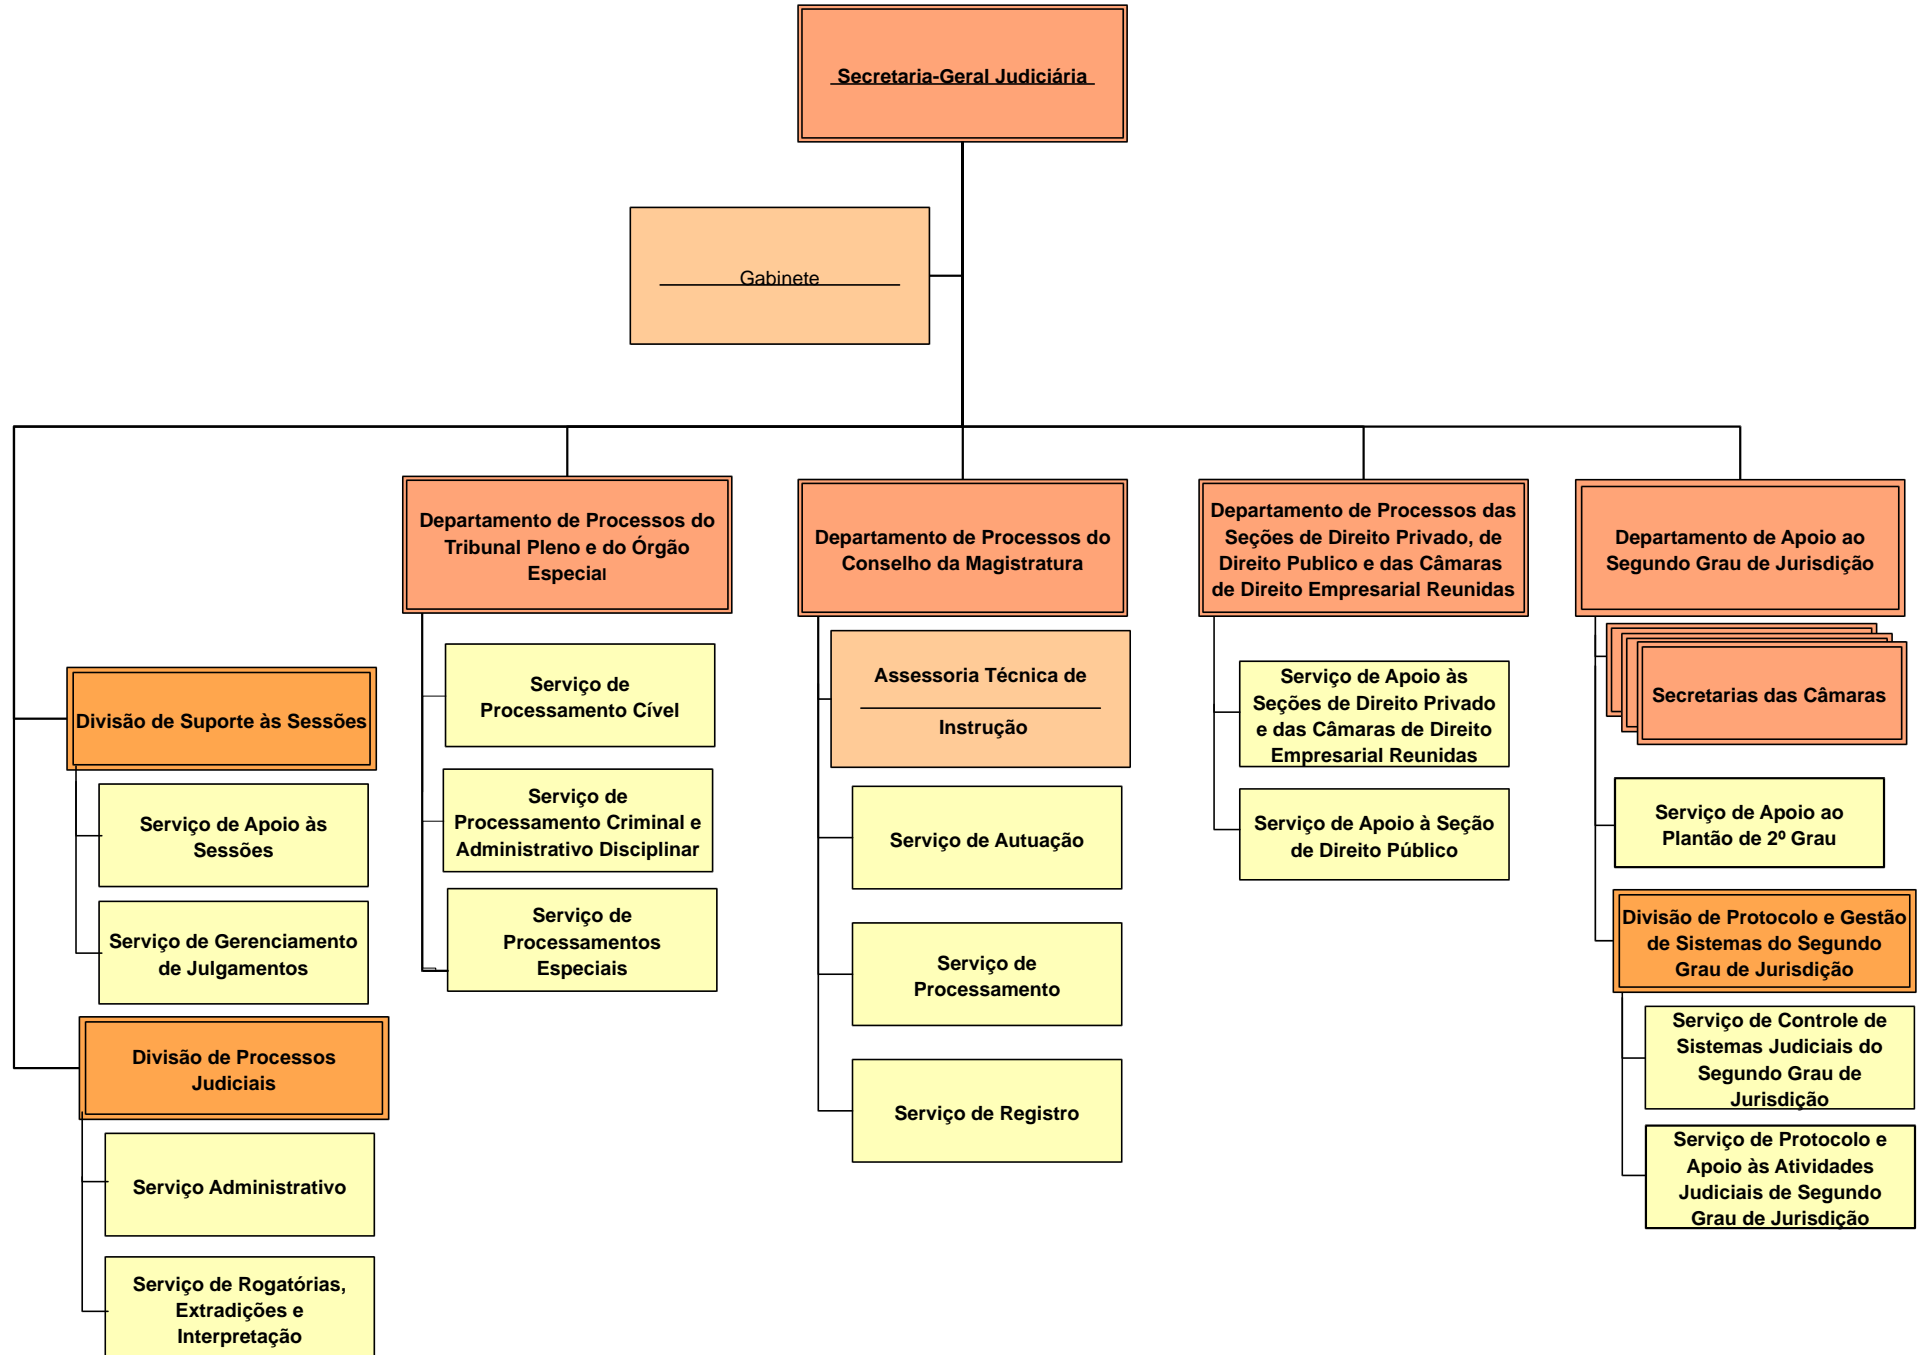 Secretaria-Geral Judiciária
Gabinete
Departamento de Processos do
Tribunal Pleno e do Órgão
Especial
Departamento de Processos do
Conselho da Magistratura
Departamento de Processos das
Seções de Direito Privado, de
Direito Publico e das Câmaras
de Direito Empresarial Reunidas
Departamento de Apoio ao
Segundo Grau de Jurisdição
Divisão de Suporte às Sessões
Serviço de Apoio às
Sessões
Serviço de Gerenciamento
de Julgamentos
Divisão de Processos
Judiciais
Serviço Administrativo
Serviço de Rogatórias,
Extradições e
Interpretação
Serviço de
Processamento Cível
Serviço de
Processamento Criminal e
Administrativo Disciplinar
Serviço de
Processamentos
Especiais
Assessoria Técnica de
Instrução
Serviço de Autuação
Serviço de
Processamento
Serviço de Registro
Serviço de Apoio às
Seções de Direito Privado
e das Câmaras de Direito
Empresarial Reunidas
Serviço de Apoio à Seção
de Direito Público
Secretarias das Câmaras
Serviço de Apoio ao
Plantão de 2º Grau
Divisão de Protocolo e Gestão
de Sistemas do Segundo
Grau de Jurisdição
Serviço de Controle de
Sistemas Judiciais do
Segundo Grau de
Jurisdição
Serviço de Protocolo e
Apoio às Atividades
Judiciais de Segundo
Grau de Jurisdição